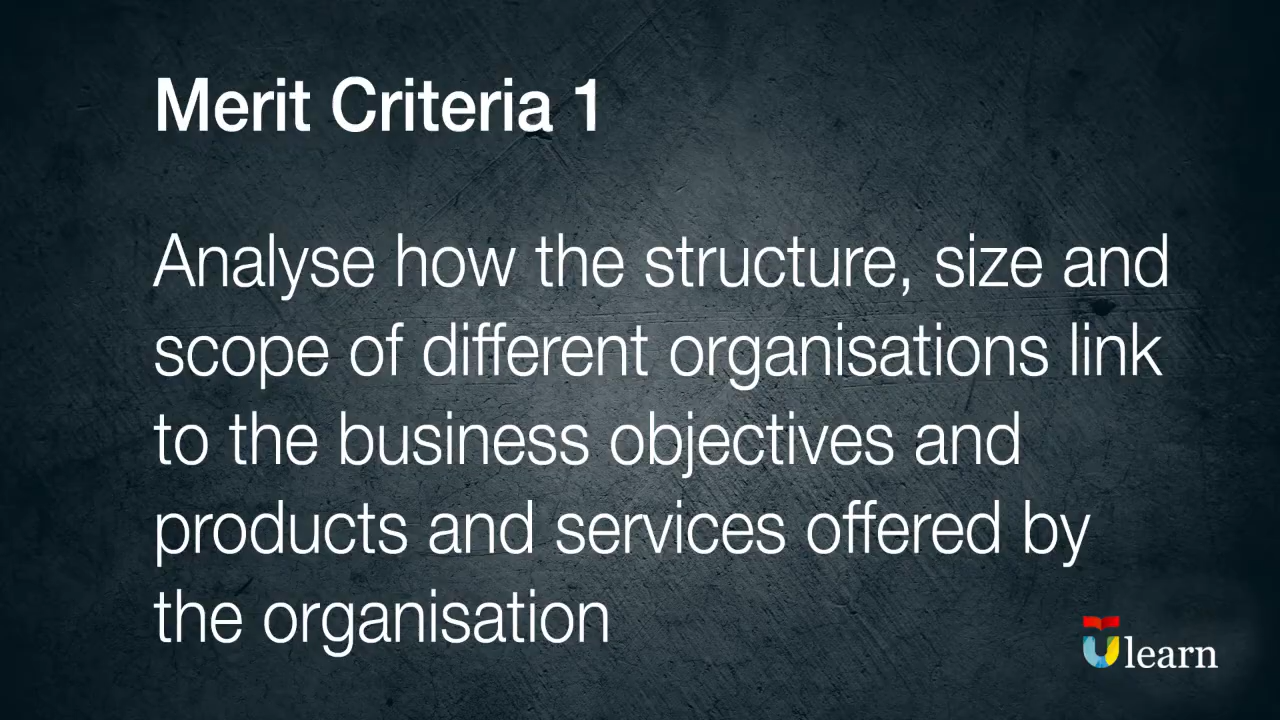 Merit Criteria 1
Analyse how the structure, size and
scope of different organisations link
to the business objectives and
products and services offered by
the organisation
U learn